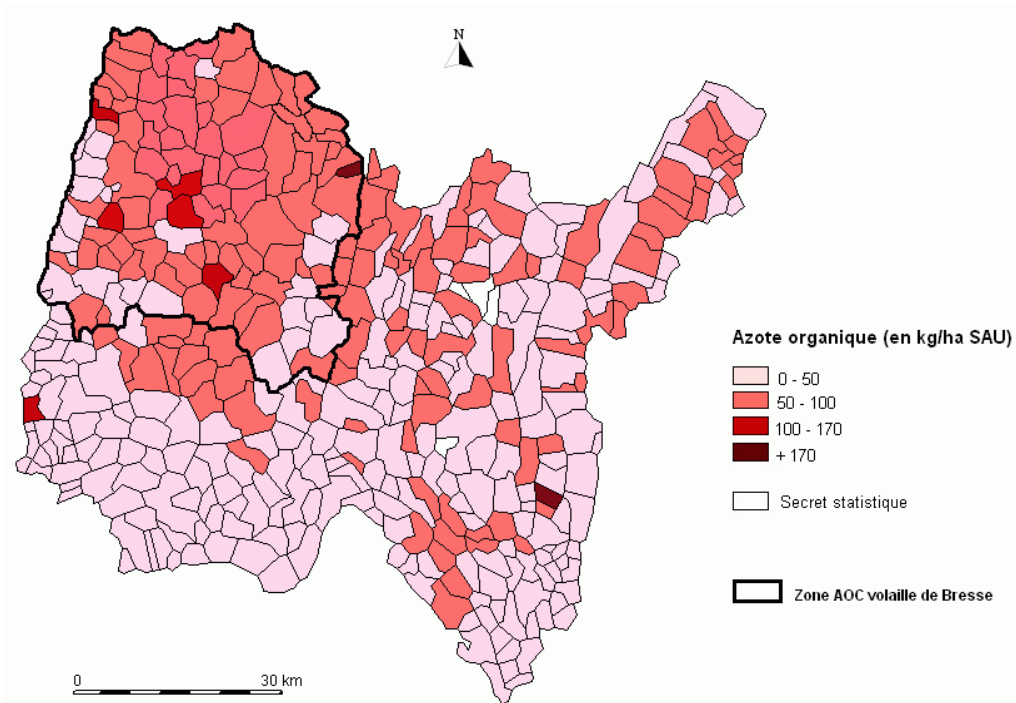 N
Azote organique (en kg/ha SAU)
0 - 50
50 - 100
100 - 170
+ 170
Secret statistique
Zone AOC volaille de Bresse
0 30 km